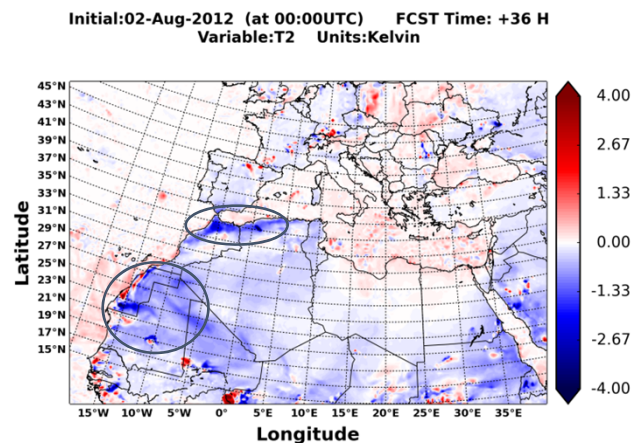 Initial:02-Aug-2012 (at 00:00UTC) FCST Time: +36 H
Variable:T2 Units:Kelvin
45°N
41°N
39°N
37°N
35°N
33°N
31°N
29°N
27°N
25°N
23°N
21°N
19°N
17°N
15°N
Latitude
15°W 10°W 5°W 0° 5°E 10°E 15°E 20°E 25°E 30°E 35°E
Longitude
4.00
2.67
1.33
0.00
-1.33
-2.67
-4.00